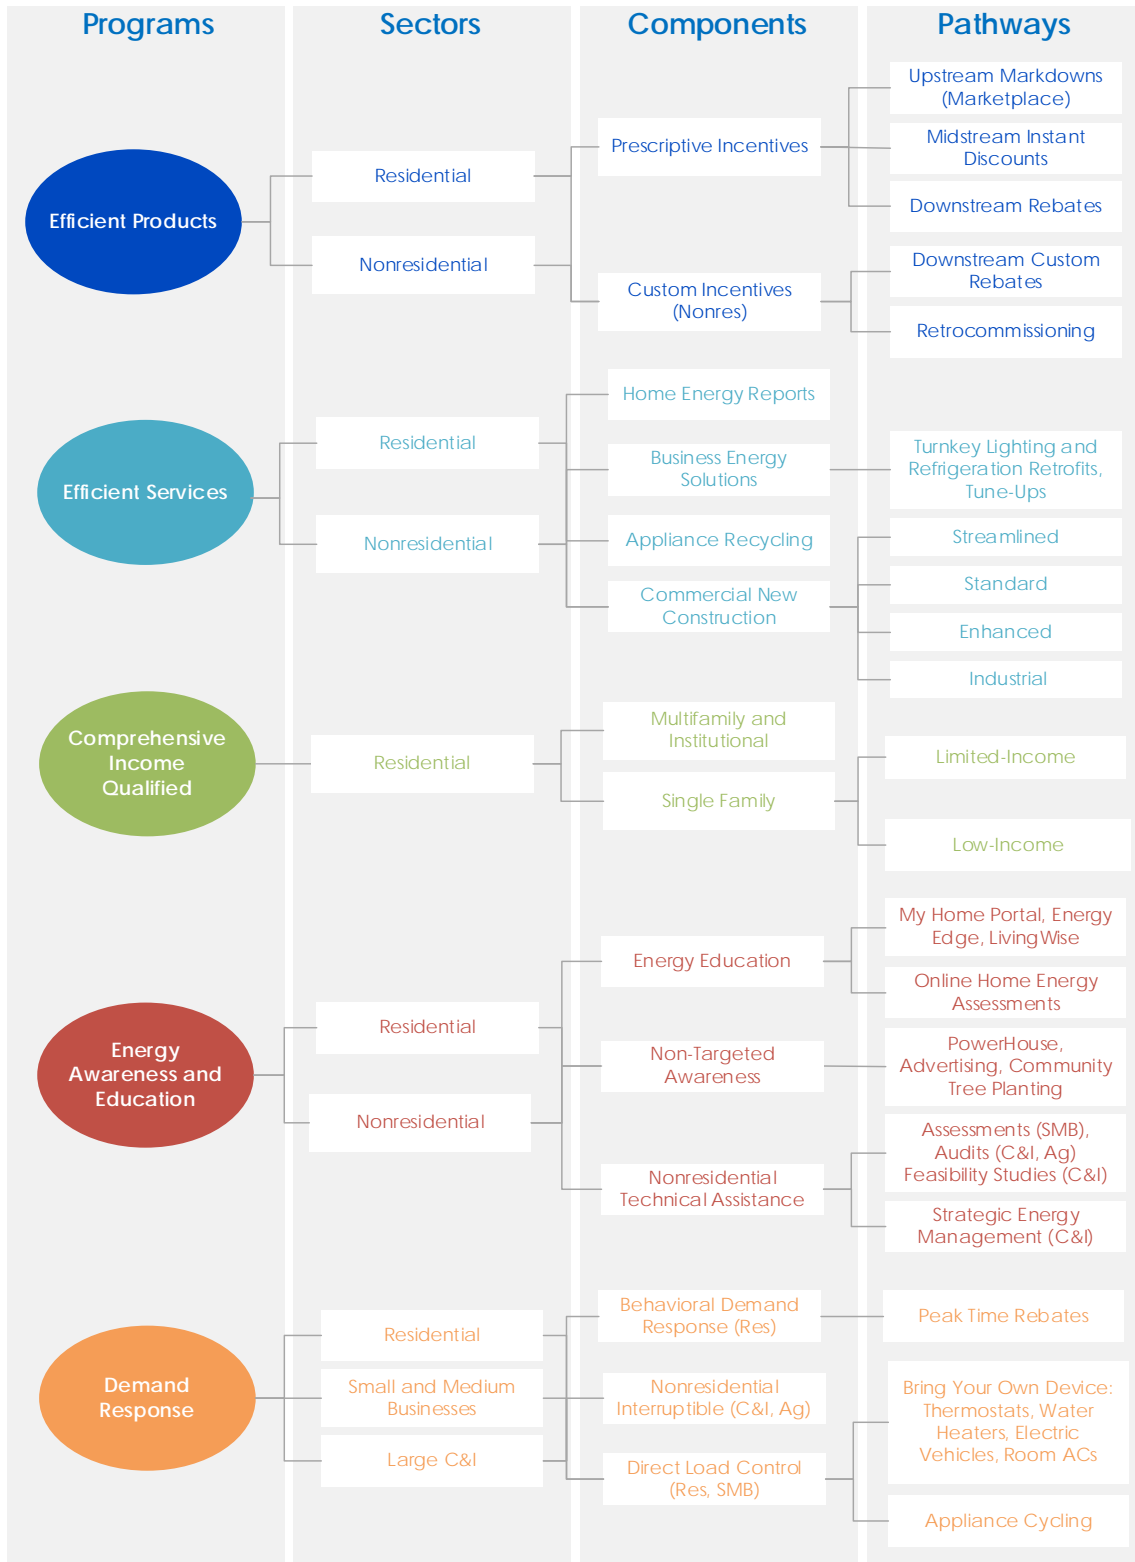 Programs
Sectors
Components
Pathways
Efficient Products
Residential
Nonresidential
Prescriptive Incentives
Custom Incentives
(Nonres)
Upstream Markdowns
(Marketplace)
Midstream Instant
Discounts
Downstream Rebates
Downstream Custom
Rebates
Retrocommissioning
Efficient Services
Residential
Nonresidential
Home Energy Reports
Business Energy
Solutions
Appliance Recycling
Commercial New
Construction
Turnkey Lighting and
Refrigeration Retrofits,
Tune-Ups
Streamlined
Standard
Enhanced
Industrial
Comprehensive
Income
Qualified
Residential
Multifamily and
Institutional
Single Family
Limited-Income
Low-Income
Energy
Awareness and
Education
Residential
Nonresidential
Energy Education
Non-Targeted
Awareness
Nonresidential
Technical Assistance
My Home Portal, Energy
Edge, LivingWise
Online Home Energy
Assessments
PowerHouse,
Advertising, Community
Tree Planting
Assessments (SMB),
Audits (C&I, Ag)
Feasibility Studies (C&I)
Strategic Energy
Management (C&I)
Demand
Response
Residential
Small and Medium
Businesses
Large C&I
Behavioral Demand
Response (Res)
Nonresidential
Interruptible (C&I, Ag)
Direct Load Control
(Res, SMB)
Peak Time Rebates
Bring Your Own Device:
Thermostats, Water
Heaters, Electric
Vehicles, Room ACs
Appliance Cycling